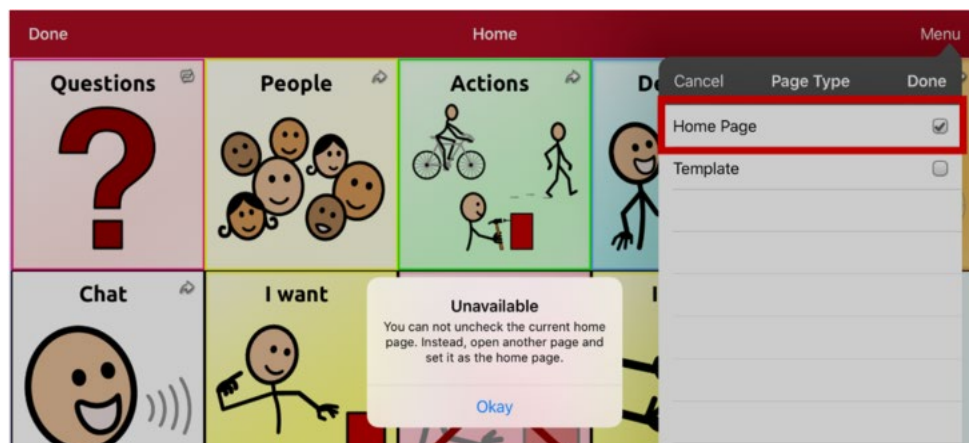 Done
Home
Menu
Questions
People
Actions
Cancel
Page Type
Done
Home Page
Template
Chat
I want
Unavailable
You can not uncheck the current home
page. Instead, open another page and
set it as the home page.
Okay